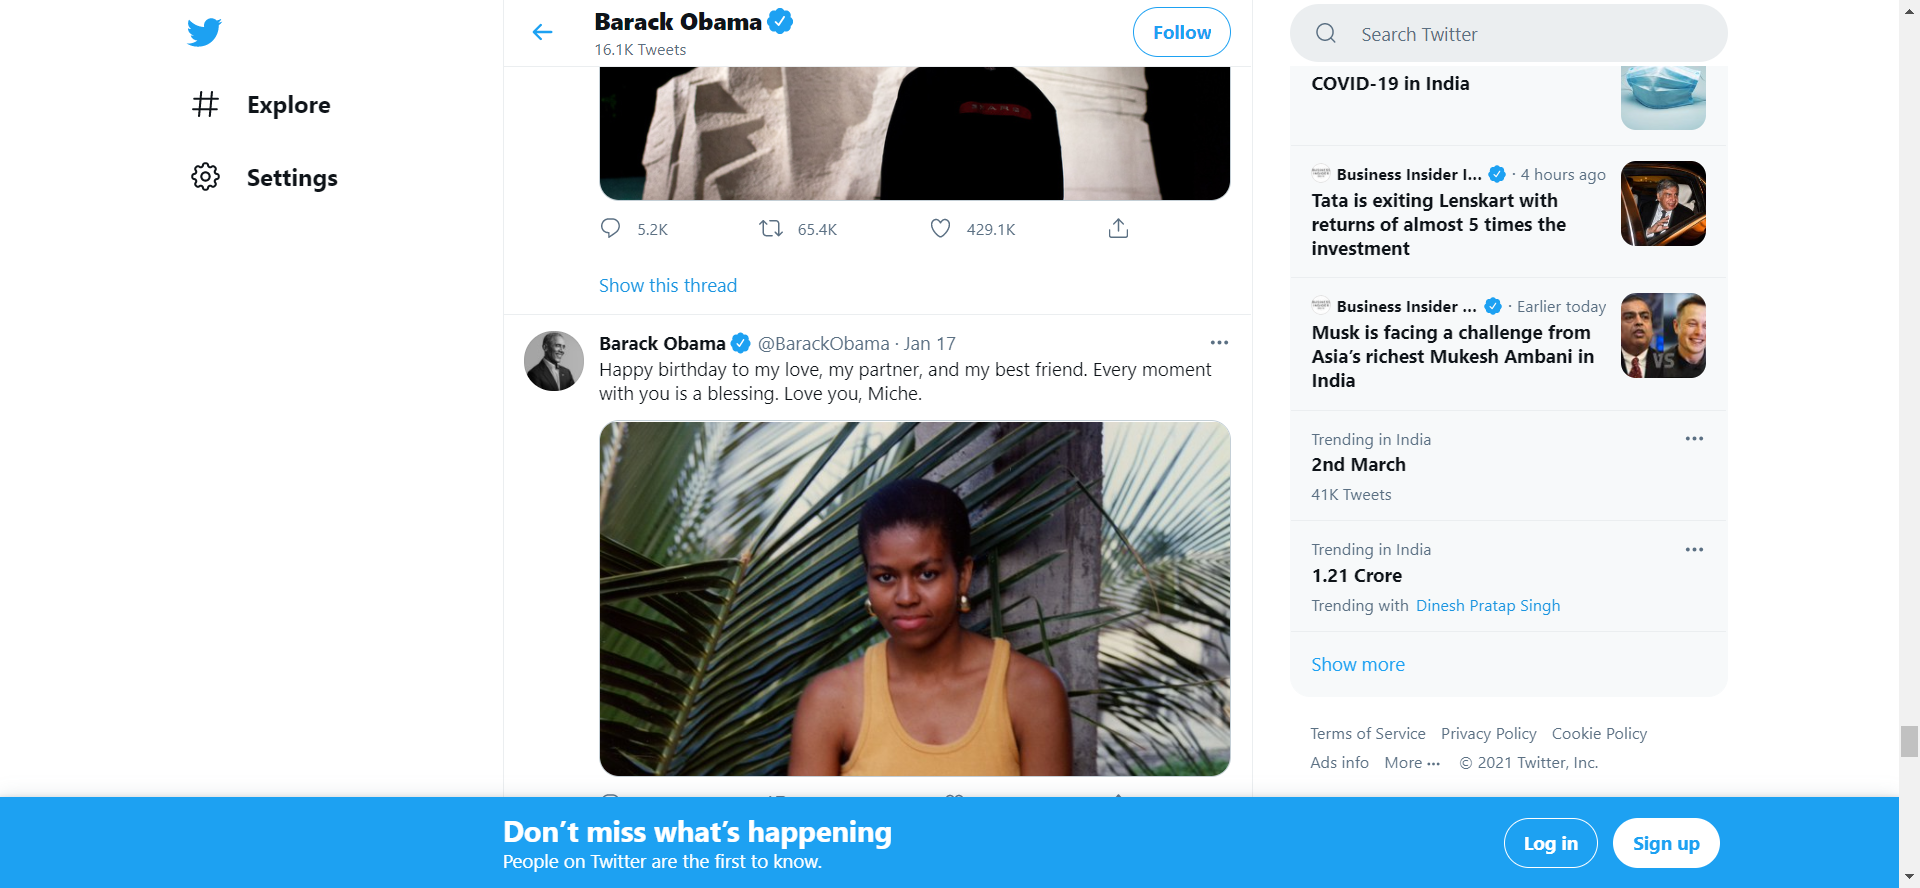 Explore
Settings
Barack Obama
16.1K Tweets
Follow
5.2K
65.4K
429.1K
Show this thread
Barack Obama @BarackObama · Jan 17
Happy birthday to my love, my partner, and my best friend. Every moment
with you is a blessing. Love you, Miche.
Search Twitter
COVID-19 in India
Business Insider I... · 4 hours ago
Tata is exiting Lenskart with
returns of almost 5 times the
investment
Business Insider ... · Earlier today
Musk is facing a challenge from
Asia’s richest Mukesh Ambani in
India
VS
Trending in India
2nd March
41K Tweets
Trending in India
1.21 Crore
Trending with Dinesh Pratap Singh
Show more
Terms of Service Privacy Policy Cookie Policy
Ads info More ··· © 2021 Twitter, Inc.
Don’t miss what’s happening
People on Twitter are the first to know.
Log in
Sign up